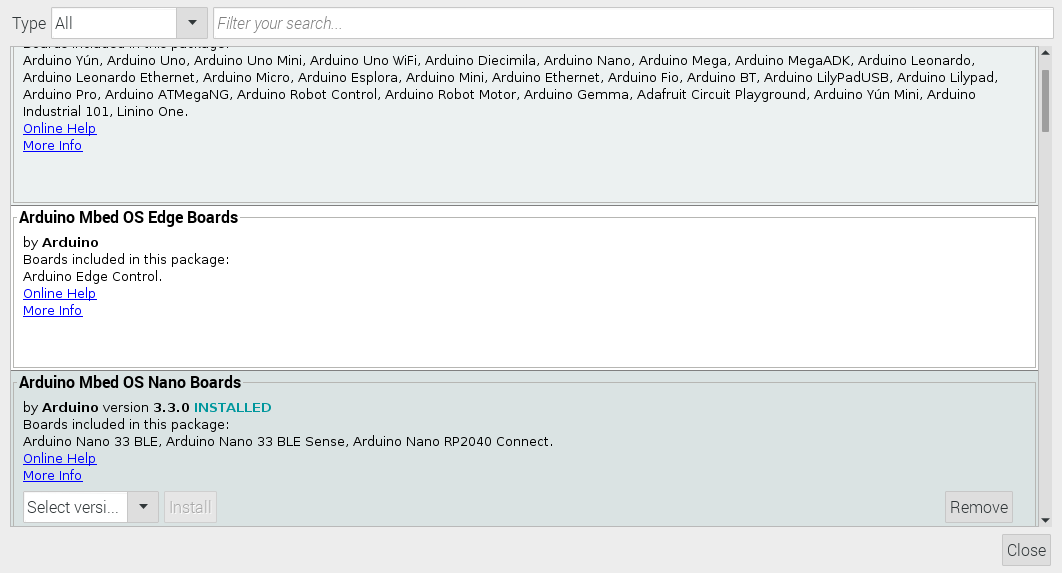 Type All Filter your search...
Boards included in this package:
Arduino Yún, Arduino Uno, Arduino Uno Mini, Arduino Uno WiFi, Arduino Diecimila, Arduino Nano, Arduino Mega, Arduino MegaADK, Arduino Leonardo,
Arduino Leonardo Ethernet, Arduino Micro, Arduino Esplora, Arduino Mini, Arduino Ethernet, Arduino Fio, Arduino BT, Arduino LilyPadUSB, Arduino Lilypad,
Arduino Pro, Arduino ATMegaNG, Arduino Robot Control, Arduino Robot Motor, Arduino Gemma, Adafruit Circuit Playground, Arduino Yún Mini, Arduino
Industrial 101, Linino One.
Online Help
More Info
Arduino Mbed OS Edge Boards
by Arduino
Boards included in this package:
Arduino Edge Control.
Online Help
More Info
Arduino Mbed OS Nano Boards
by Arduino version 3.3.0 INSTALLED
Boards included in this package:
Arduino Nano 33 BLE, Arduino Nano 33 BLE Sense, Arduino Nano RP2040 Connect.
Online Help
More Info
Select versi... Install Remove
Close